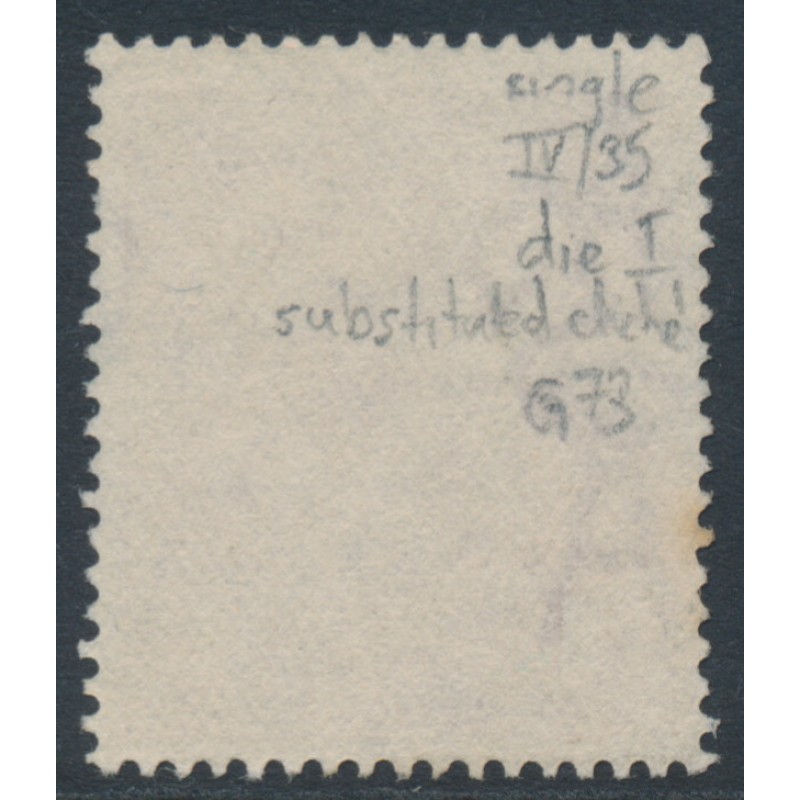 single
IV/35
die I
substituted cliché
G73